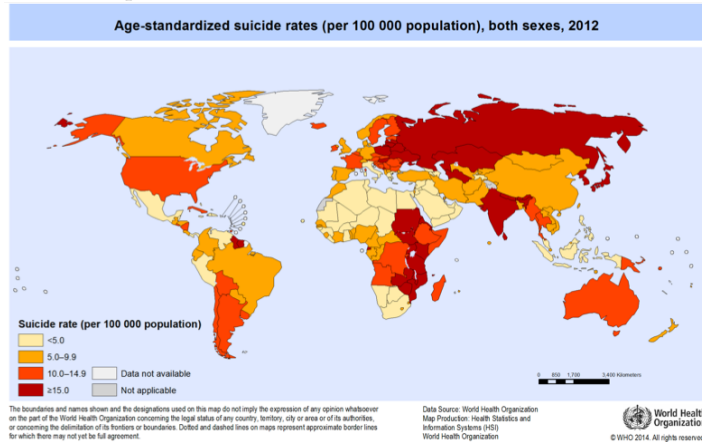 Age-standardized suicide rates (per 100 000 population), both sexes, 2012
Suicide rate (per 100 000 population)
<5.0
5.0–9.9
10.0–14.9
≥15.0
Data not available
Not applicable
0 850 1,700 3,400 Kilometers
The boundaries and names shown and the designations used on this map do not imply the expression of any opinion whatsoever
on the part of the World Health Organization concerning the legal status of any country, territory, city or area or of its authorities,
or concerning the delimitation of its frontiers or boundaries. Dotted and dashed lines on maps represent approximate border lines
for which there may not yet be full agreement.
Data Source: World Health Organization
Map Production: Health Statistics and
Information Systems (HSI)
World Health Organization
World Health
Organizatio
© WHO 2014. All rights reserve